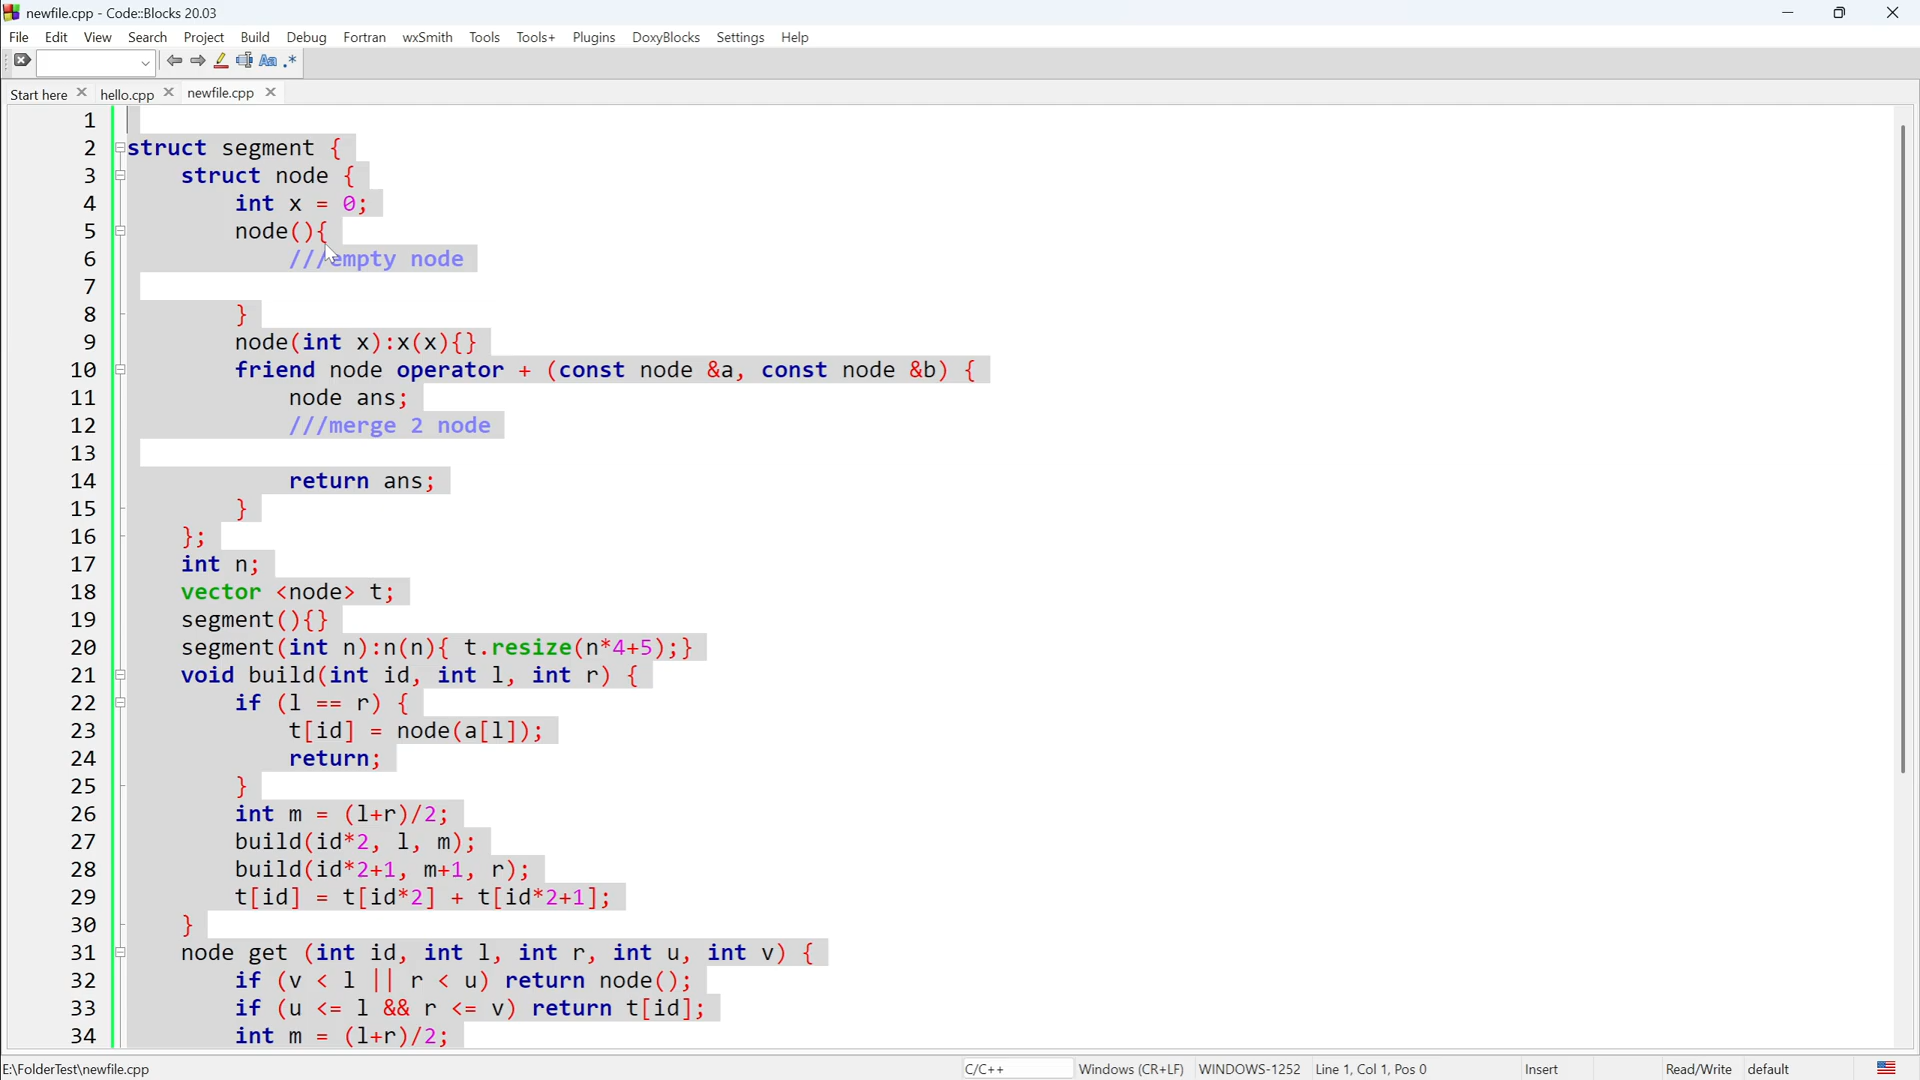 newfile.cpp - Code::Blocks 20.03
File Edit View Search Project Build Debug Fortran wxSmith Tools Tools+ Plugins DoxyBlocks Settings Help
Aa .*
Start here hello.cpp newfile.cpp
1
2 struct segment {
3 struct node {
4 int x = 0;
5 node(){
6 ///empty node
7
8 }
9 node(int x):x(x){}
10 friend node operator + (const node &a, const node &b) {
11 node ans;
12 ///merge 2 node
13
14 return ans;
15 }
16 };
17 int n;
18 vector <node> t;
19 segment(){}
20 segment(int n):n(n){ t.resize(n*4+5);}
21 void build(int id, int l, int r) {
22 if (l == r) {
23 t[id] = node(a[l]);
24 return;
25 }
26 int m = (l+r)/2;
27 build(id*2, l, m);
28 build(id*2+1, m+1, r);
29 t[id] = t[id*2] + t[id*2+1];
30 }
31 node get (int id, int l, int r, int u, int v) {
32 if (v < l || r < u) return node();
33 if (u <= l && r <= v) return t[id];
34 int m = (l+r)/2;
E:\FolderTest\newfile.cpp C/C++ Windows (CR+LF) WINDOWS-1252 Line 1, Col 1, Pos 0 Insert Read/Write default